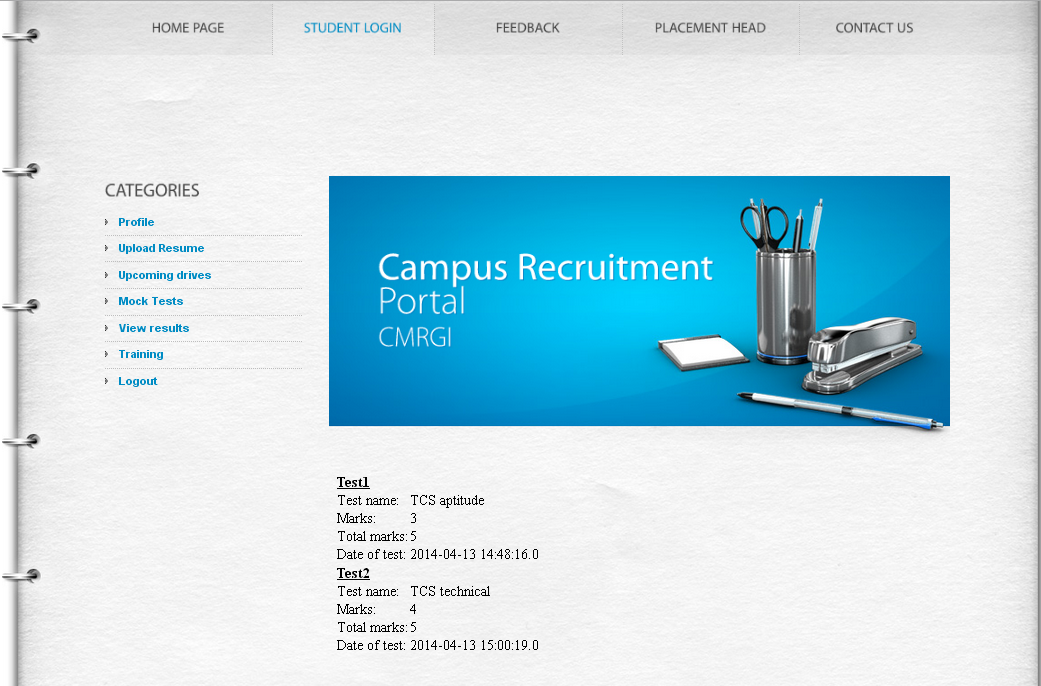 HOME PAGE STUDENT LOGIN FEEDBACK PLACEMENT HEAD CONTACT US
CATEGORIES
Profile
Upload Resume
Upcoming drives
Mock Tests
View results
Training
Logout
Campus Recruitment
Portal
CMRGI
Test1
Test name: TCS aptitude
Marks: 3
Total marks: 5
Date of test: 2014-04-13 14:48:16.0
Test2
Test name: TCS technical
Marks: 4
Total marks: 5
Date of test: 2014-04-13 15:00:19.0